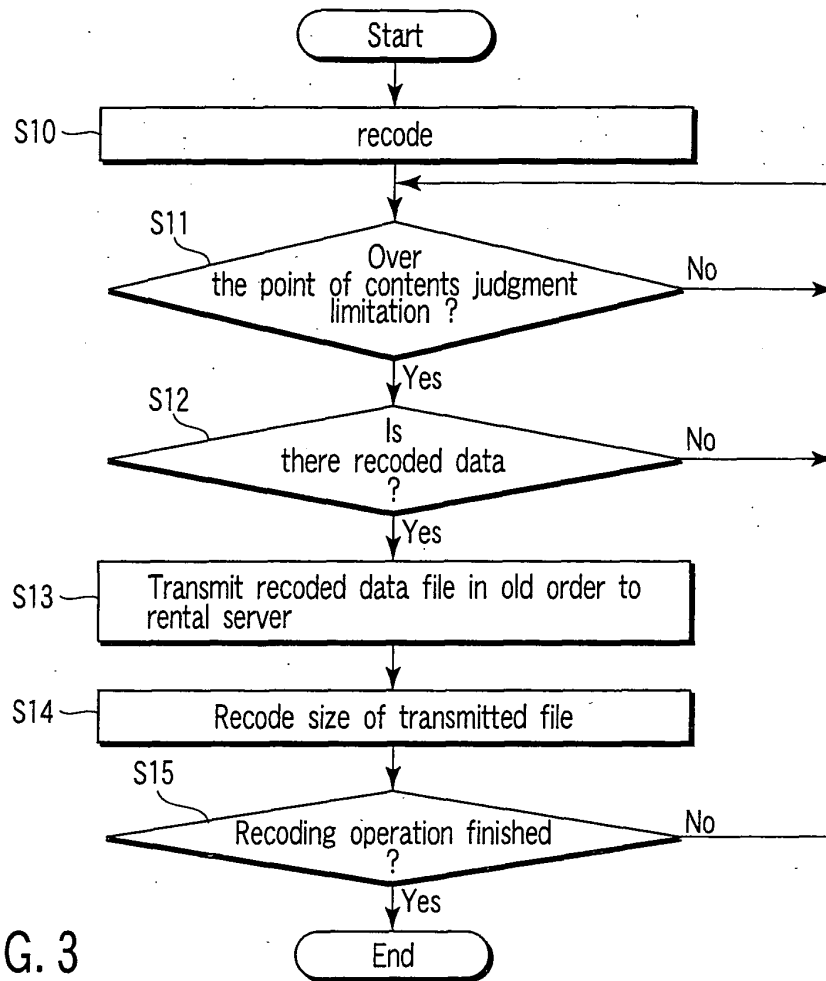 Start
S10
recode
S11
Over
the point of contents judgment
limitation ?
No
Yes
S12
Is
there recoded data
?
No
Yes
S13
Transmit recoded data file in old order to
rental server
S14
Recode size of transmitted file
S15
Recoding operation finished
?
No
Yes
End
G. 3